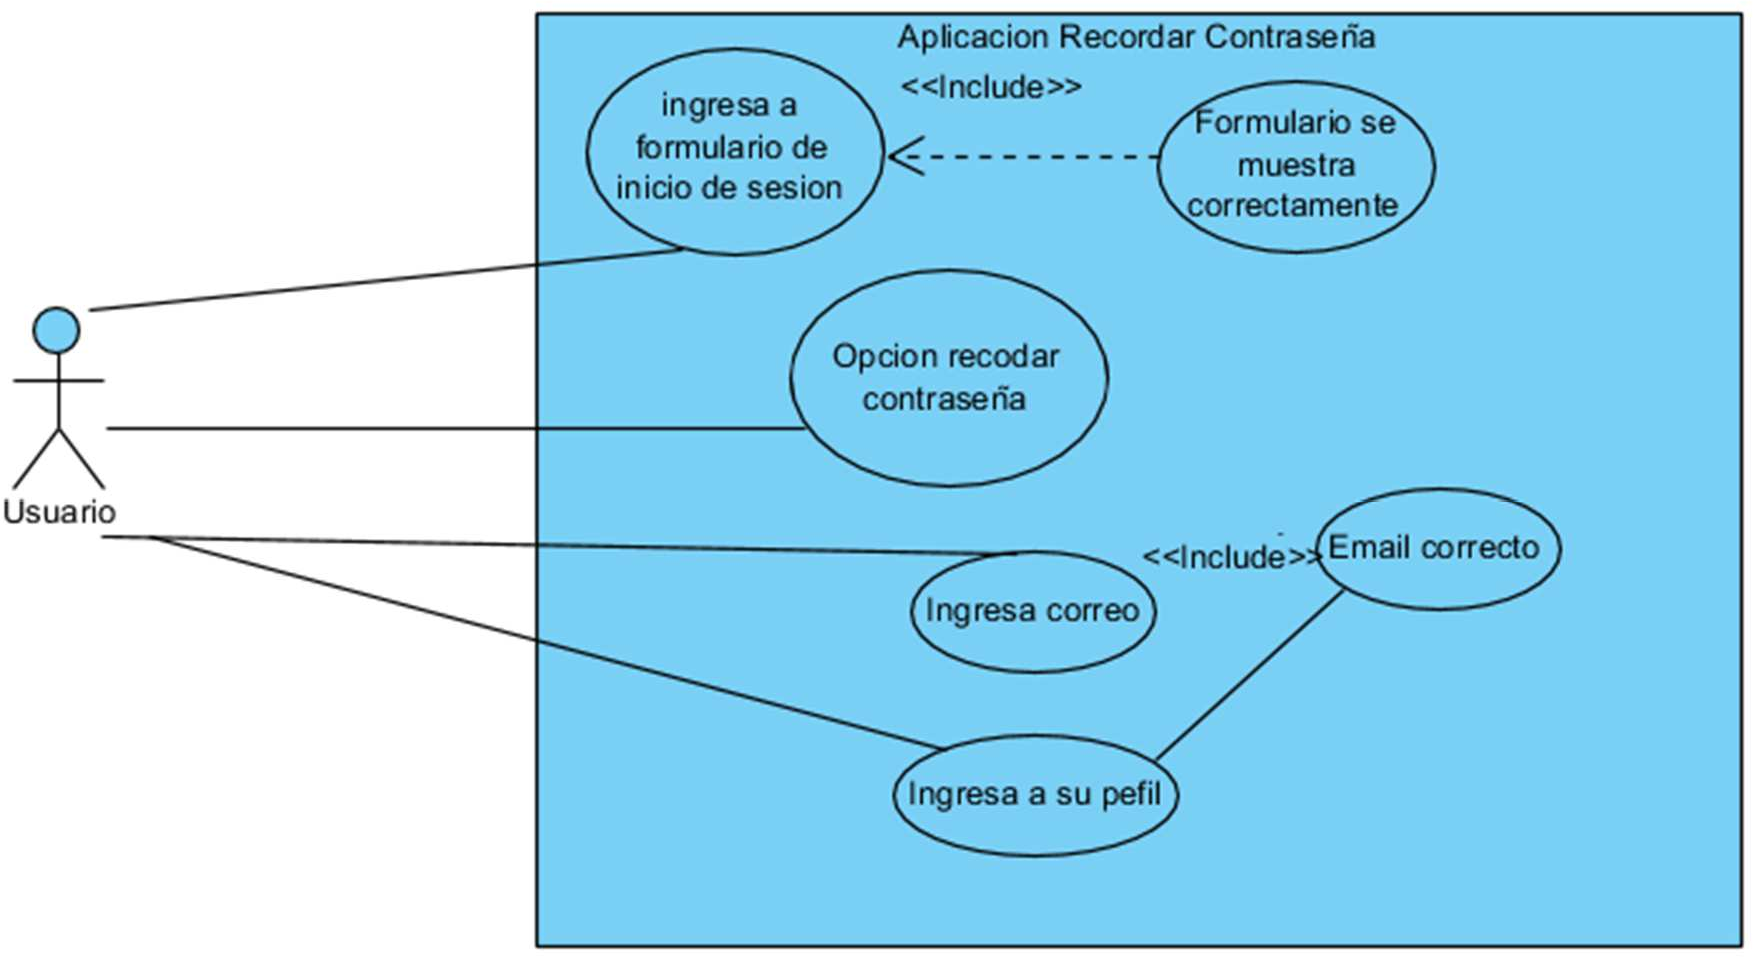 Aplicacion Recordar Contraseña
<<Include>>
ingresa a
formulario de
inicio de sesion
Formulario se
muestra
correctamente
Opcion recodar
contraseña
Usuario
<<Include>>
Email correcto
Ingresa correo
Ingresa a su pefil